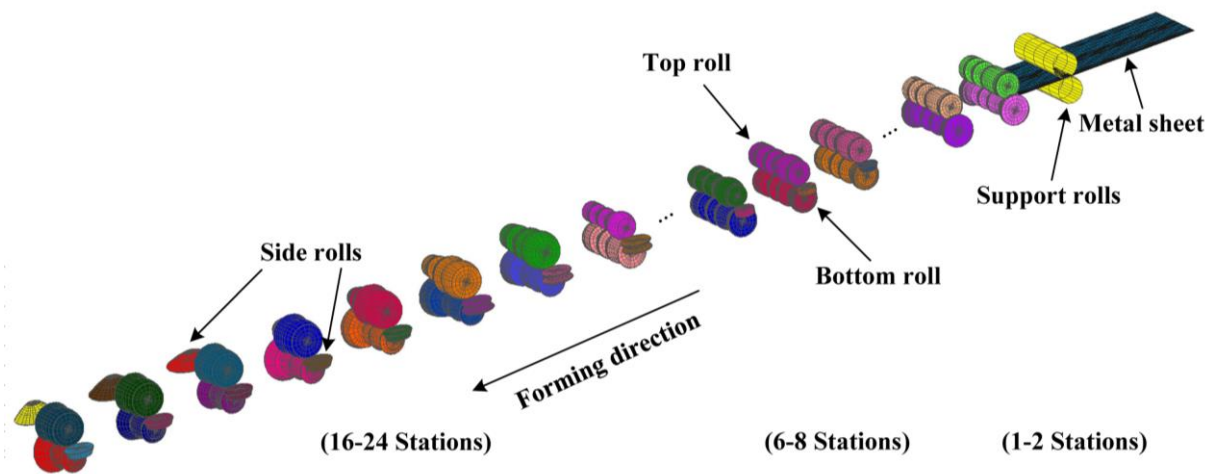 Top roll
Metal sheet
...
Support rolls
...
Side rolls
Bottom roll
Forming direction
(16-24 Stations)
(6-8 Stations)
(1-2 Stations)